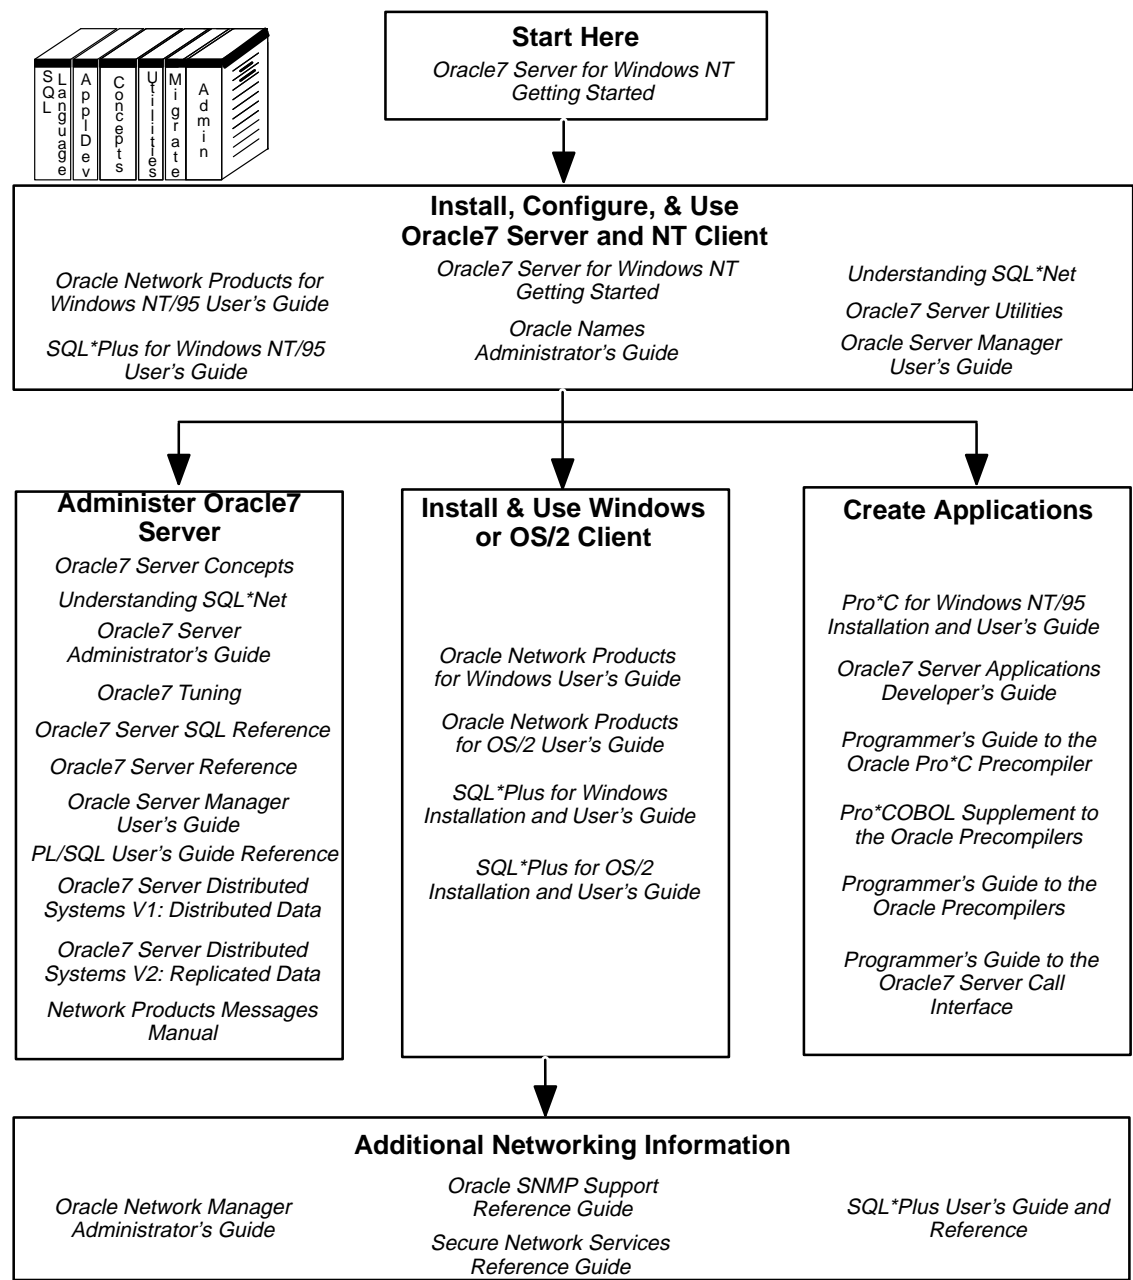 SQL Language
ApplDev
Concepts
Utilities
Migrate
Admin
Start Here
Oracle7 Server for Windows NT
Getting Started
Install, Configure, & Use
Oracle7 Server and NT Client
Oracle Network Products for
Windows NT/95 User's Guide
SQL*Plus for Windows NT/95
User's Guide
Oracle7 Server for Windows NT
Getting Started
Oracle Names
Administrator's Guide
Understanding SQL*Net
Oracle7 Server Utilities
Oracle Server Manager
User's Guide
Administer Oracle7
Server
Oracle7 Server Concepts
Understanding SQL*Net
Oracle7 Server
Administrator's Guide
Oracle7 Tuning
Oracle7 Server SQL Reference
Oracle7 Server Reference
Oracle Server Manager
User's Guide
PL/SQL User's Guide Reference
Oracle7 Server Distributed
Systems V1: Distributed Data
Oracle7 Server Distributed
Systems V2: Replicated Data
Network Products Messages
Manual
Install & Use Windows
or OS/2 Client
Oracle Network Products
for Windows User's Guide
Oracle Network Products
for OS/2 User's Guide
SQL*Plus for Windows
Installation and User's Guide
SQL*Plus for OS/2
Installation and User's Guide
Create Applications
Pro*C for Windows NT/95
Installation and User's Guide
Oracle7 Server Applications
Developer's Guide
Programmer's Guide to the
Oracle Pro*C Precompiler
Pro*COBOL Supplement to
the Oracle Precompilers
Programmer's Guide to the
Oracle Precompilers
Programmer's Guide to the
Oracle7 Server Call
Interface
Additional Networking Information
Oracle Network Manager
Administrator's Guide
Oracle SNMP Support
Reference Guide
Secure Network Services
Reference Guide
SQL*Plus User's Guide and
Reference